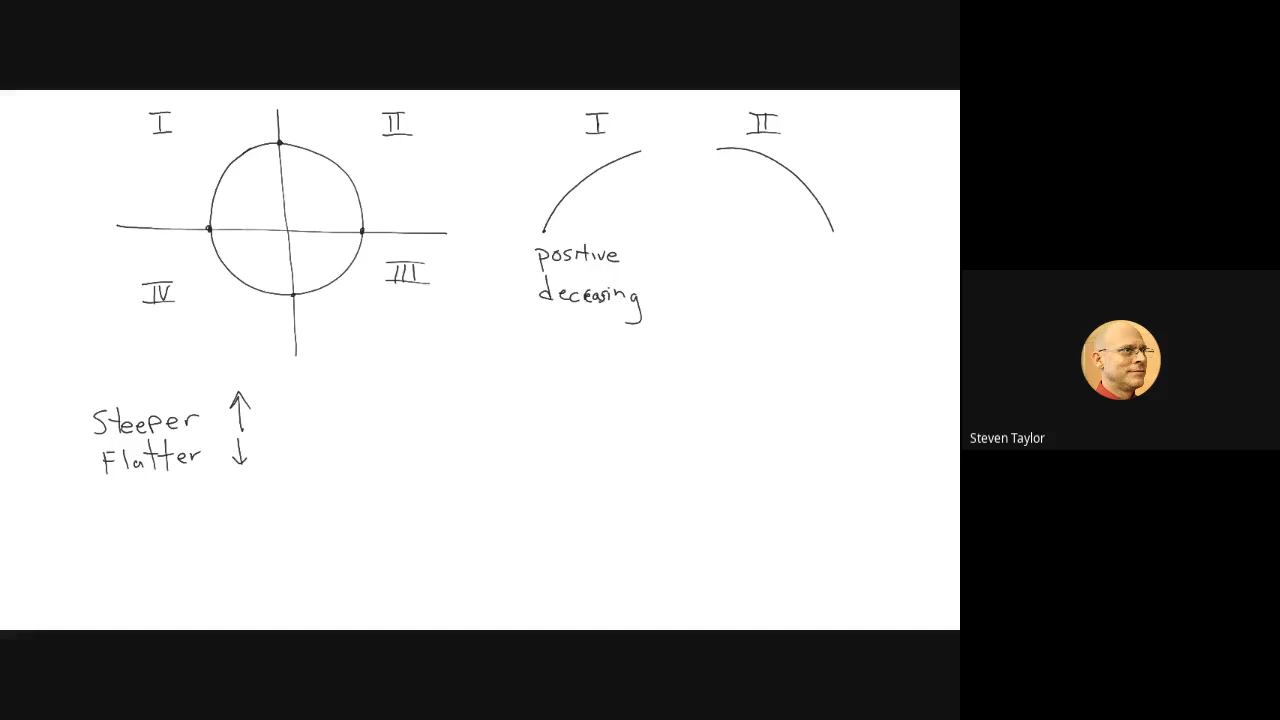 I II
IV III
I II
positive
deceasing
Steeper ↑
Flatter ↓
Steven Taylor